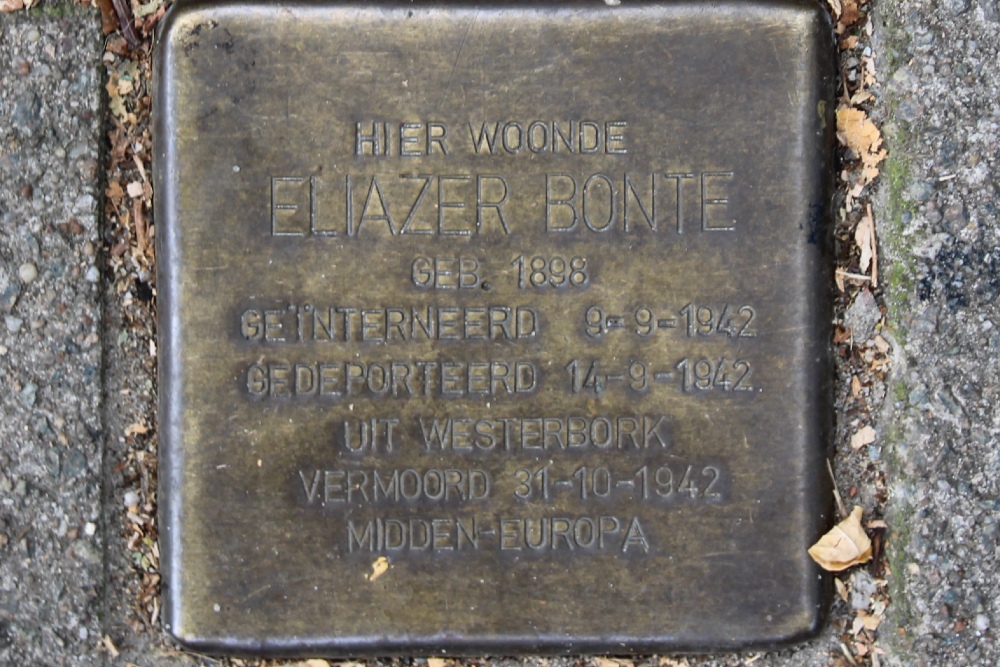 HIER WOONDE
ELIAZER BONTE
GEB. 1898
GEÏNTERNEERD 9-9-1942
GEDEPORTEERD 14-9-1942
UIT WESTERBORK
VERMOORD 31-10-1942
MIDDEN-EUROPA